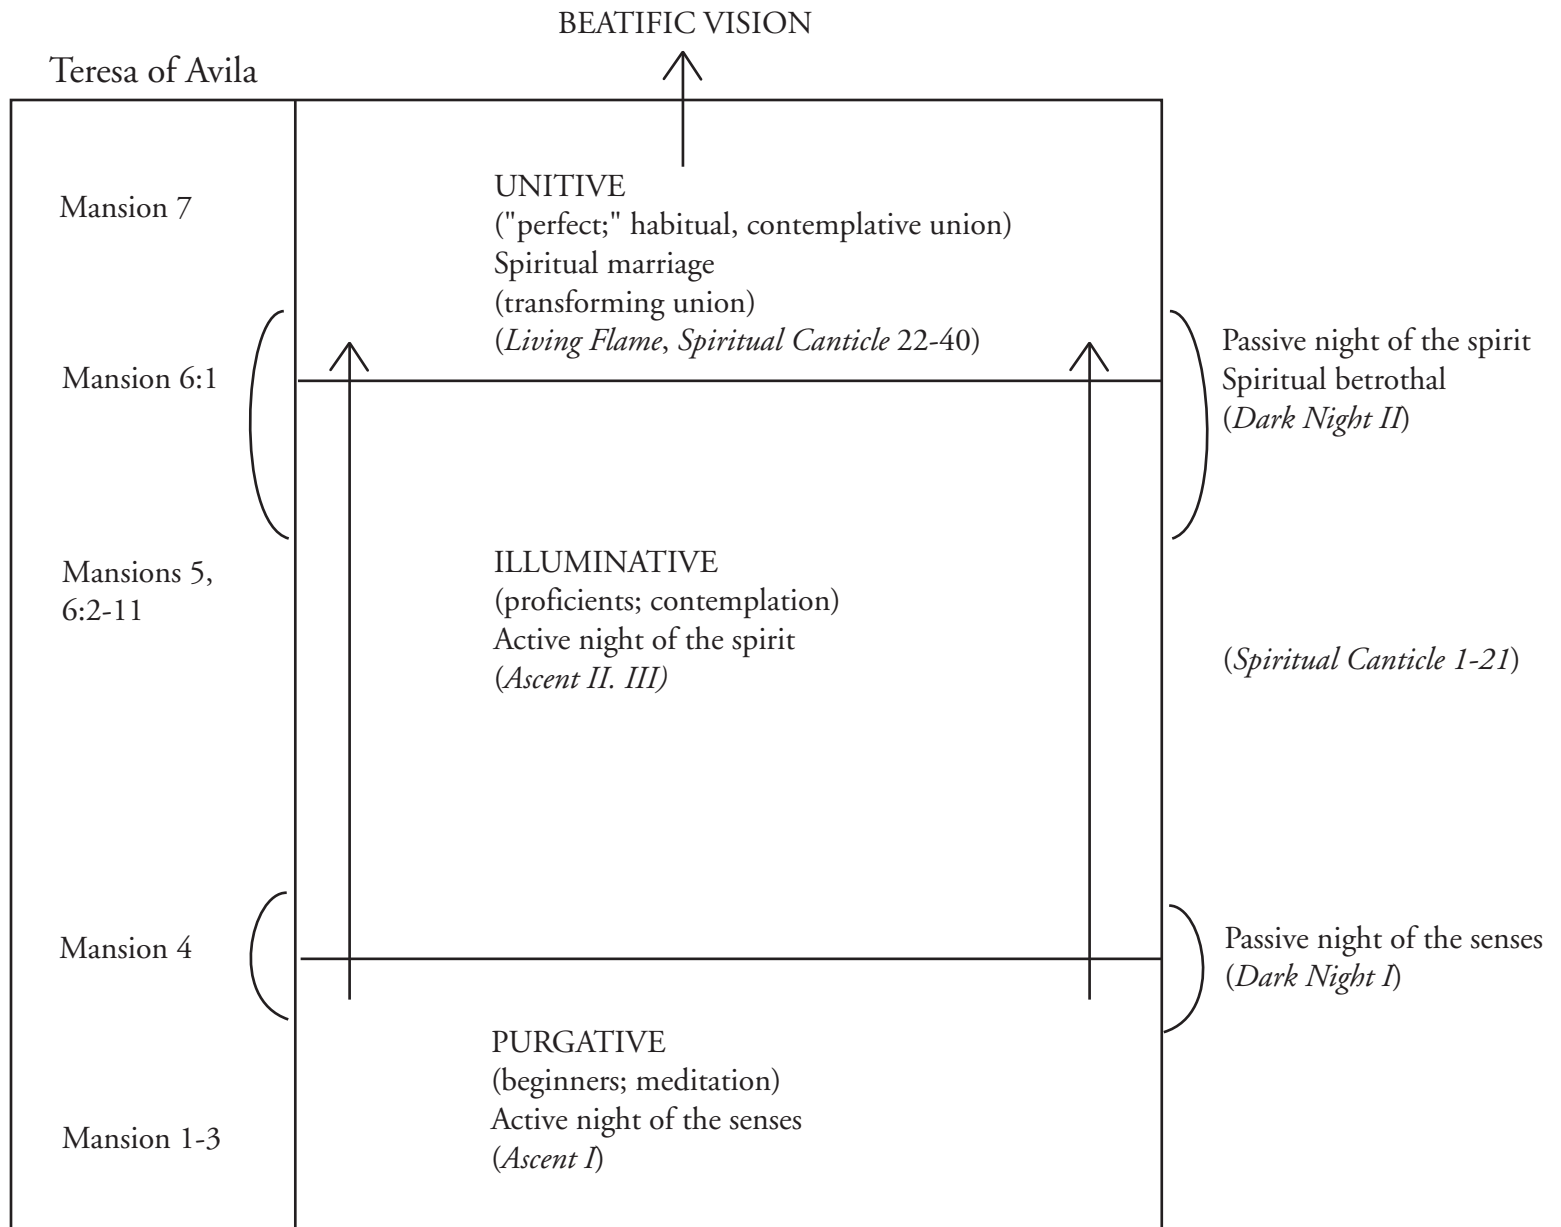 BEATIFIC VISION
Teresa of Avila
Mansion 7
UNITIVE
("perfect;" habitual, contemplative union)
Spiritual marriage
(transforming union)
(Living Flame, Spiritual Canticle 22-40)
Mansion 6:1
Passive night of the spirit
Spiritual betrothal
(Dark Night II)
Mansions 5,
6:2-11
ILLUMINATIVE
(proficients; contemplation)
Active night of the spirit
(Ascent II. III)
(Spiritual Canticle 1-21)
Mansion 4
Passive night of the senses
(Dark Night I)
PURGATIVE
(beginners; meditation)
Active night of the senses
(Ascent I)
Mansion 1-3